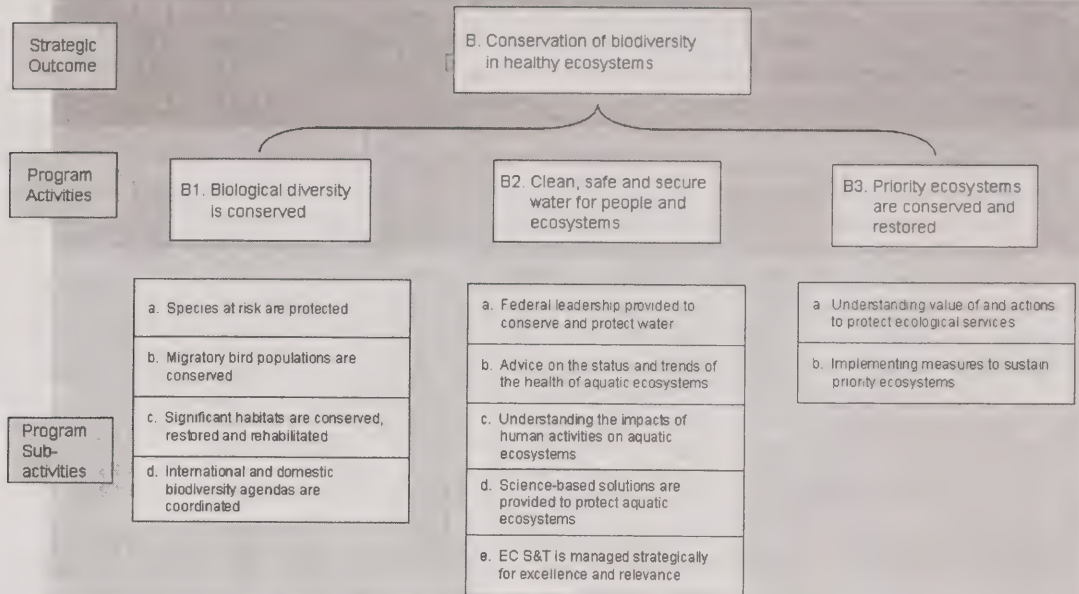 Strategic
Outcome
B. Conservation of biodiversity
in healthy ecosystems
Program
Activities
B1. Biological diversity
is conserved
B2. Clean, safe and secure
water for people and
ecosystems
B3. Priority ecosystems
are conserved and
restored
Program
Sub-
activities
a. Species at risk are protected
b. Migratory bird populations are
conserved
c. Significant habitats are conserved,
restored and rehabilitated
d. International and domestic
biodiversity agendas are
coordinated
a. Federal leadership provided to
conserve and protect water
b. Advice on the status and trends of
the health of aquatic ecosystems
c. Understanding the impacts of
human activities on aquatic
ecosystems
d. Science-based solutions are
provided to protect aquatic
ecosystems
e. EC S&T is managed strategically
for excellence and relevance
a Understanding value of and actions
to protect ecological services
b. Implementing measures to sustain
priority ecosystems